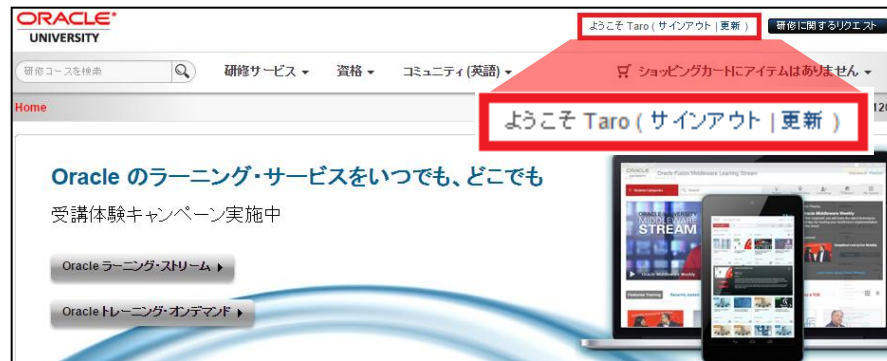 ORACLE
UNIVERSITY
ようこそ Taro ( サインアウト | 更新 )
研修に関するリクエスト
研修コースを検索
研修サービス
資格
コミュニティ(英語)
ショッピングカートにアイテムはありません
Home
ようこそ Taro ( サインアウト | 更新 )
Oracle のラーニング・サービスをいつでも、どこでも
受講体験キャンペーン実施中
Oracle ラーニング・ストリーム
Oracle トレーニング・オンデマンド
ORACLE UNIVERSITY
MIDDLEWARE
STREAM